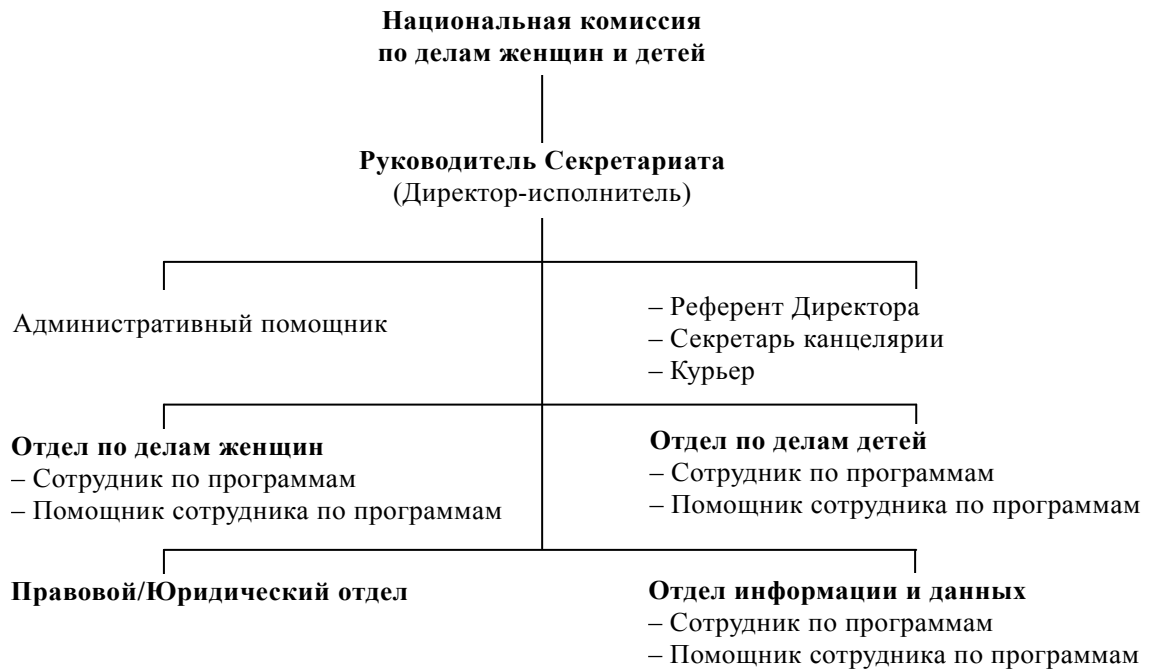 Национальная комиссия
по делам женщин и детей
Руководитель Секретариата
(Директор-исполнитель)
Административный помощник
– Референт Директора
– Секретарь канцелярии
– Курьер
Отдел по делам женщин
– Сотрудник по программам
– Помощник сотрудника по программам
Отдел по делам детей
– Сотрудник по программам
– Помощник сотрудника по программам
Правовой/Юридический отдел
Отдел информации и данных
– Сотрудник по программам
– Помощник сотрудника по программам